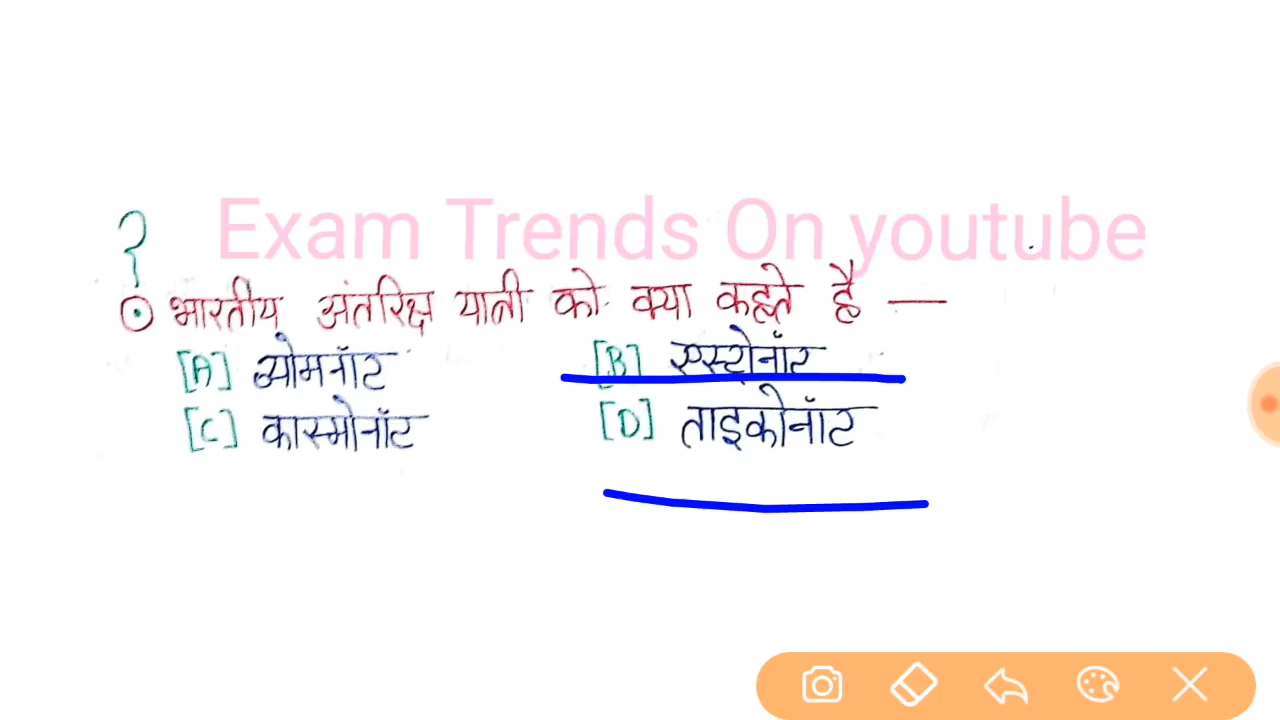 Exam Trends On youtube
?
⊙ भारतीय अंतरिक्ष यात्री को क्या कहते है —
[A] व्योमनॉट [B] एस्ट्रोनॉट
[C] कास्मोनॉट [D] ताइकोनॉट